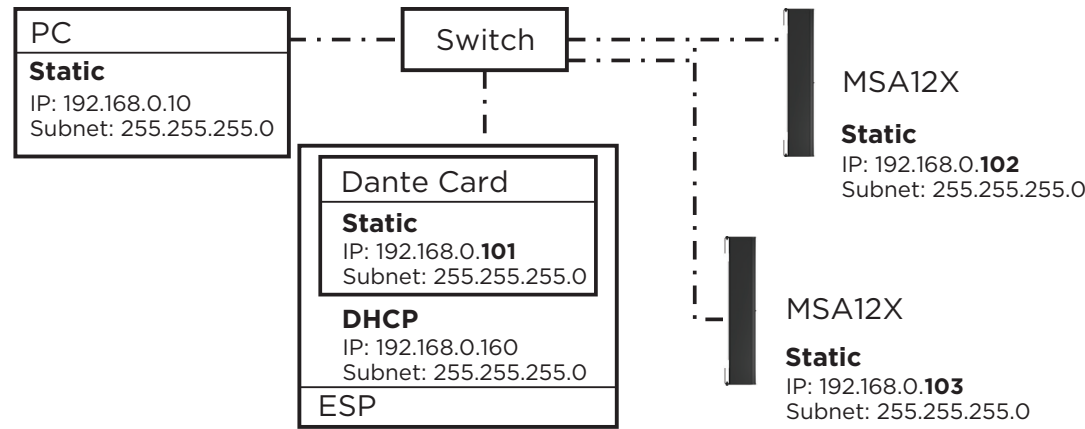 PC
Static
IP: 192.168.0.10
Subnet: 255.255.255.0
Switch
Dante Card
Static
IP: 192.168.0.101
Subnet: 255.255.255.0
DHCP
IP: 192.168.0.160
Subnet: 255.255.255.0
ESP
MSA12X
Static
IP: 192.168.0.102
Subnet: 255.255.255.0
MSA12X
Static
IP: 192.168.0.103
Subnet: 255.255.255.0